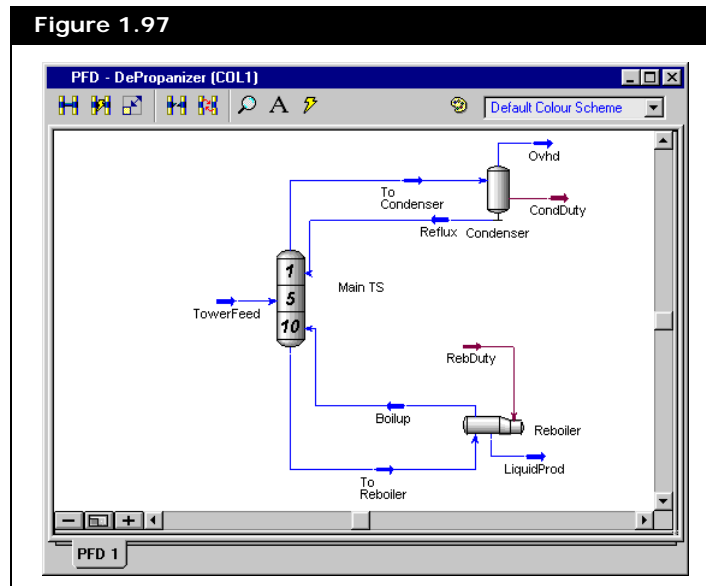 Figure 1.97
PFD - DePropanizer (COL1)
A
Default Colour Scheme
Ovhd
To
Condenser
CondDuty
Reflux
Condenser
1
Main TS
5
TowerFeed
10
RebDuty
Boilup
Reboiler
LiquidProd
To
Reboiler
PFD 1